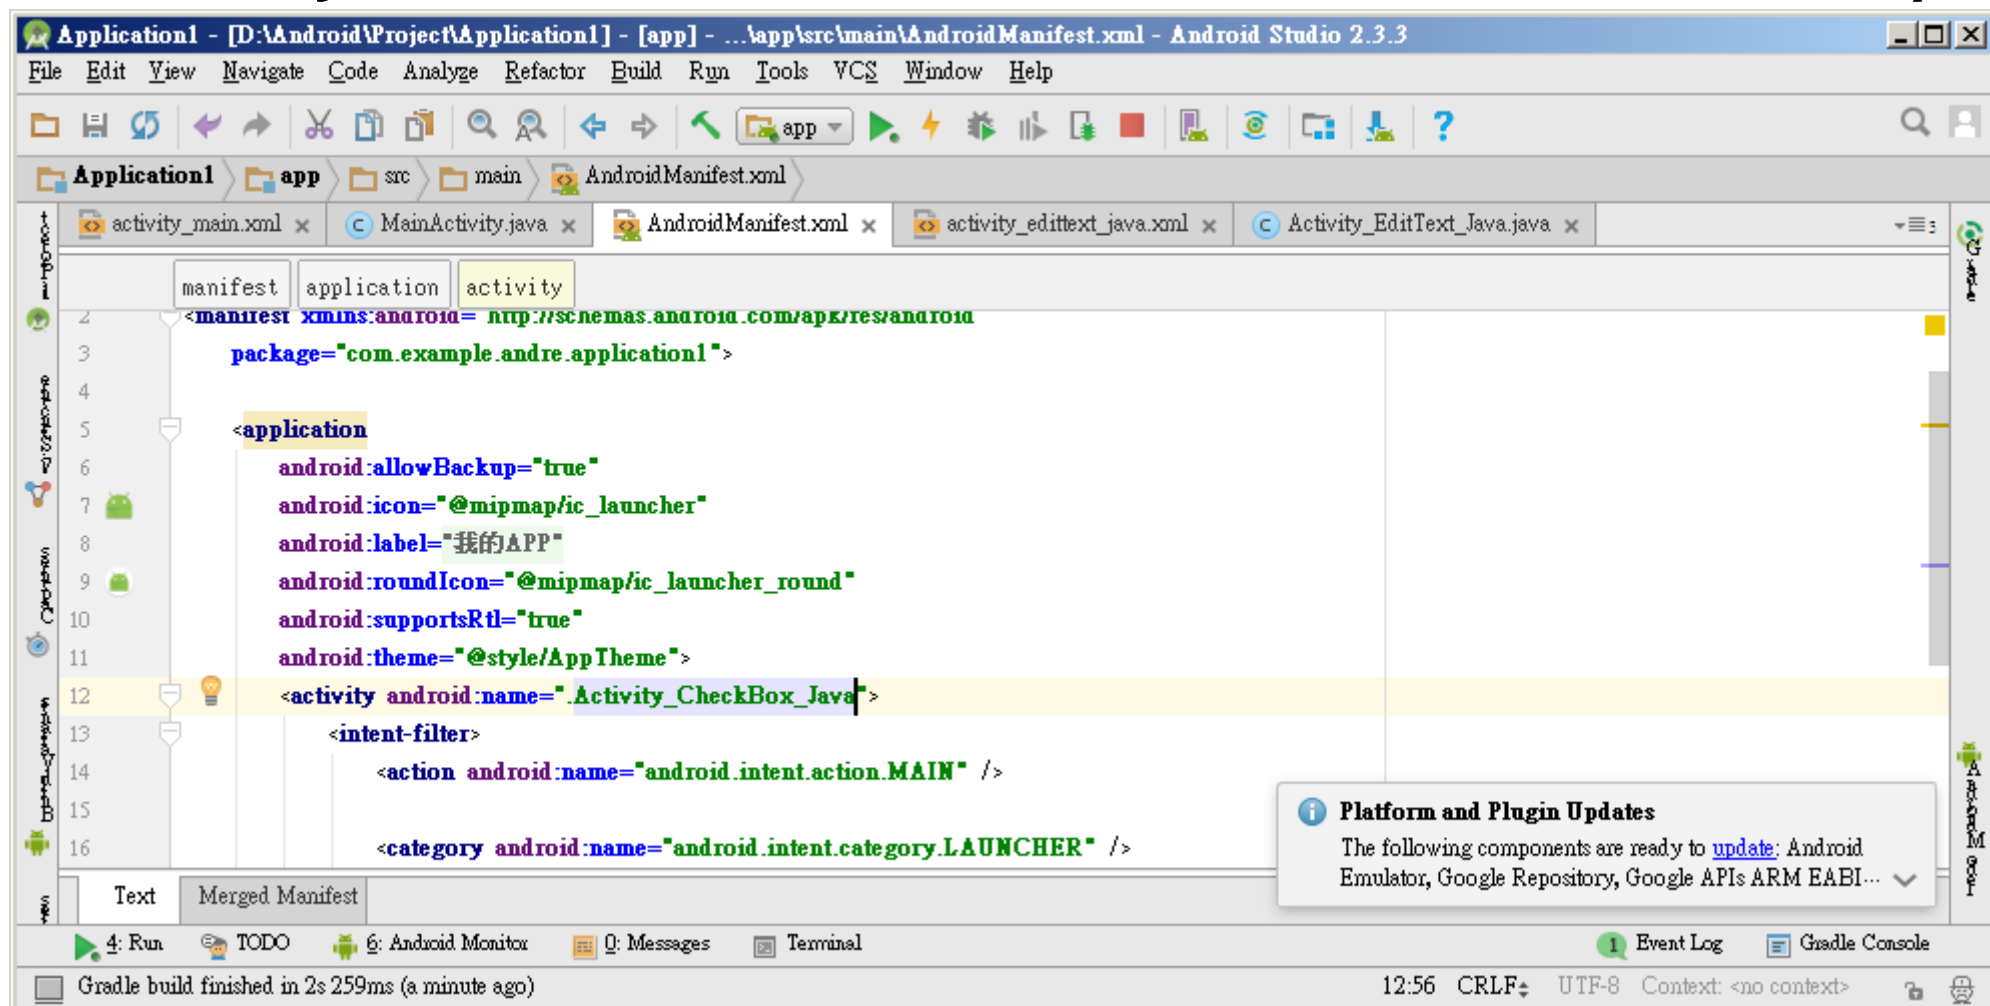 Application1 - [D:\Android\Project\Application1] - [app] - ...\app\src\main\AndroidManifest.xml - Android Studio 2.3.3
File Edit View Navigate Code Analyze Refactor Build Run Tools VCS Window Help
app
Application1 app src main AndroidManifest.xml
activity_main.xml MainActivity.java AndroidManifest.xml activity_edittext_java.xml Activity_EditText_Java.java
manifest application activity
2 <manifest xmlns:android="http://schemas.android.com/apk/res/android"
3 package="com.example.andre.application1">
4
5 <application
6 android:allowBackup="true"
7 android:icon="@mipmap/ic_launcher"
8 android:label="我的APP"
9 android:roundIcon="@mipmap/ic_launcher_round"
10 android:supportsRtl="true"
11 android:theme="@style/AppTheme">
12 <activity android:name=".Activity_CheckBox_Java">
13 <intent-filter>
14 <action android:name="android.intent.action.MAIN" />
15
16 <category android:name="android.intent.category.LAUNCHER" />
Platform and Plugin Updates
The following components are ready to update: Android
Emulator, Google Repository, Google APIs ARM EABI...
Text Merged Manifest
4: Run TODO 6: Android Monitor 0: Messages Terminal 1 Event Log Gradle Console
Gradle build finished in 2s 259ms (a minute ago) 12:56 CRLF UTF-8 Context: <no context>